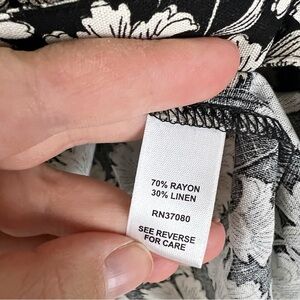 70% RAYON
30% LINEN
RN37080
SEE REVERSE
FOR CARE